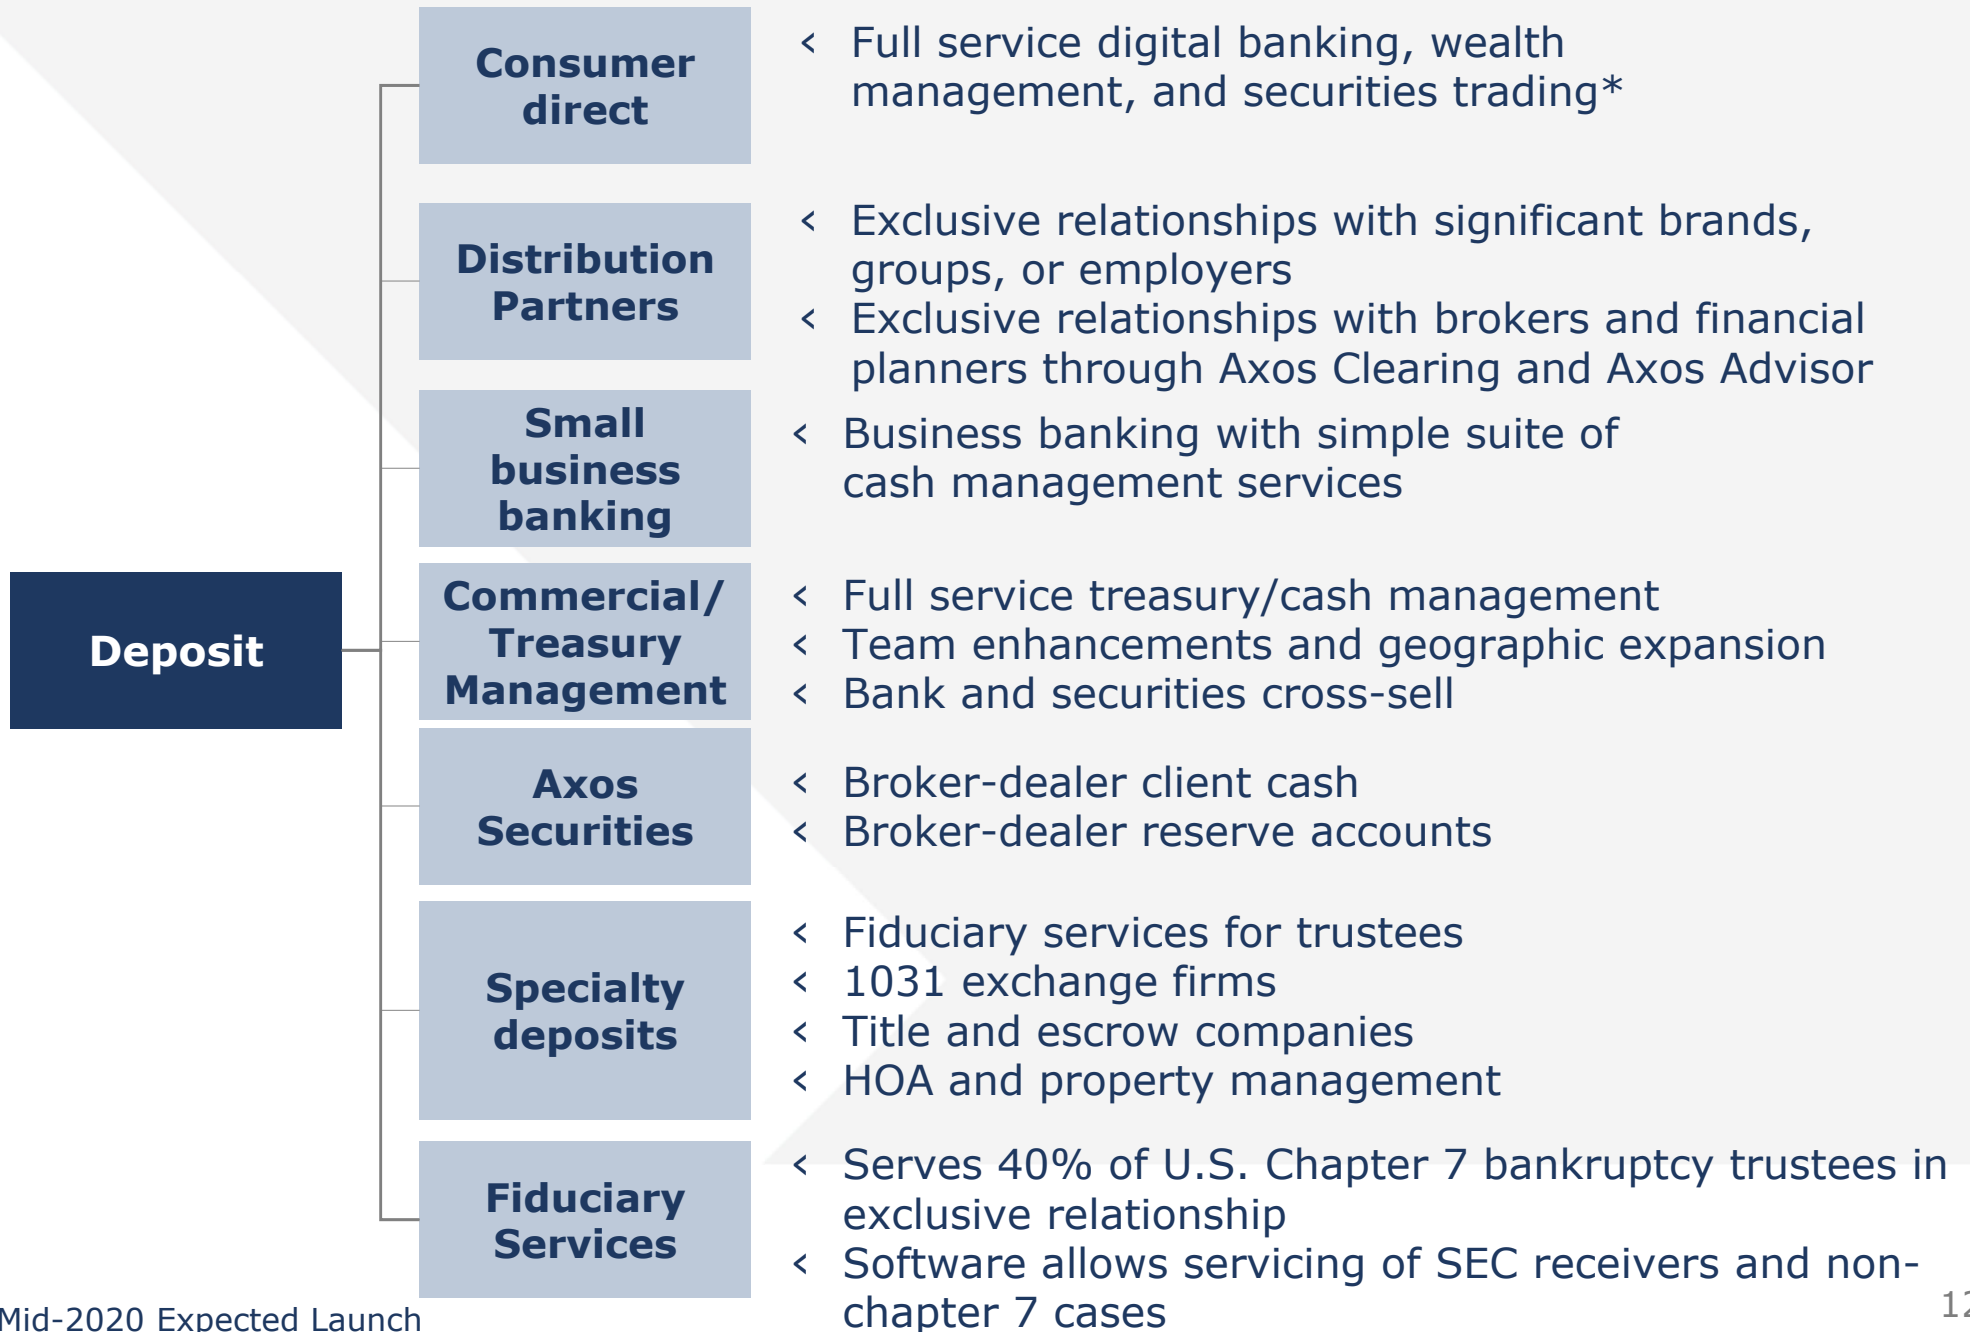 Consumer
direct
‹ Full service digital banking, wealth
management, and securities trading*
Distribution
Partners
‹ Exclusive relationships with significant brands,
groups, or employers
‹ Exclusive relationships with brokers and financial
planners through Axos Clearing and Axos Advisor
Small
business
banking
‹ Business banking with simple suite of
cash management services
Deposit
Commercial/
Treasury
Management
‹ Full service treasury/cash management
‹ Team enhancements and geographic expansion
‹ Bank and securities cross-sell
Axos
Securities
‹ Broker-dealer client cash
‹ Broker-dealer reserve accounts
Specialty
deposits
‹ Fiduciary services for trustees
‹ 1031 exchange firms
‹ Title and escrow companies
‹ HOA and property management
Fiduciary
Services
‹ Serves 40% of U.S. Chapter 7 bankruptcy trustees in
exclusive relationship
‹ Software allows servicing of SEC receivers and non-
chapter 7 cases
Mid-2020 Expected Launch
12